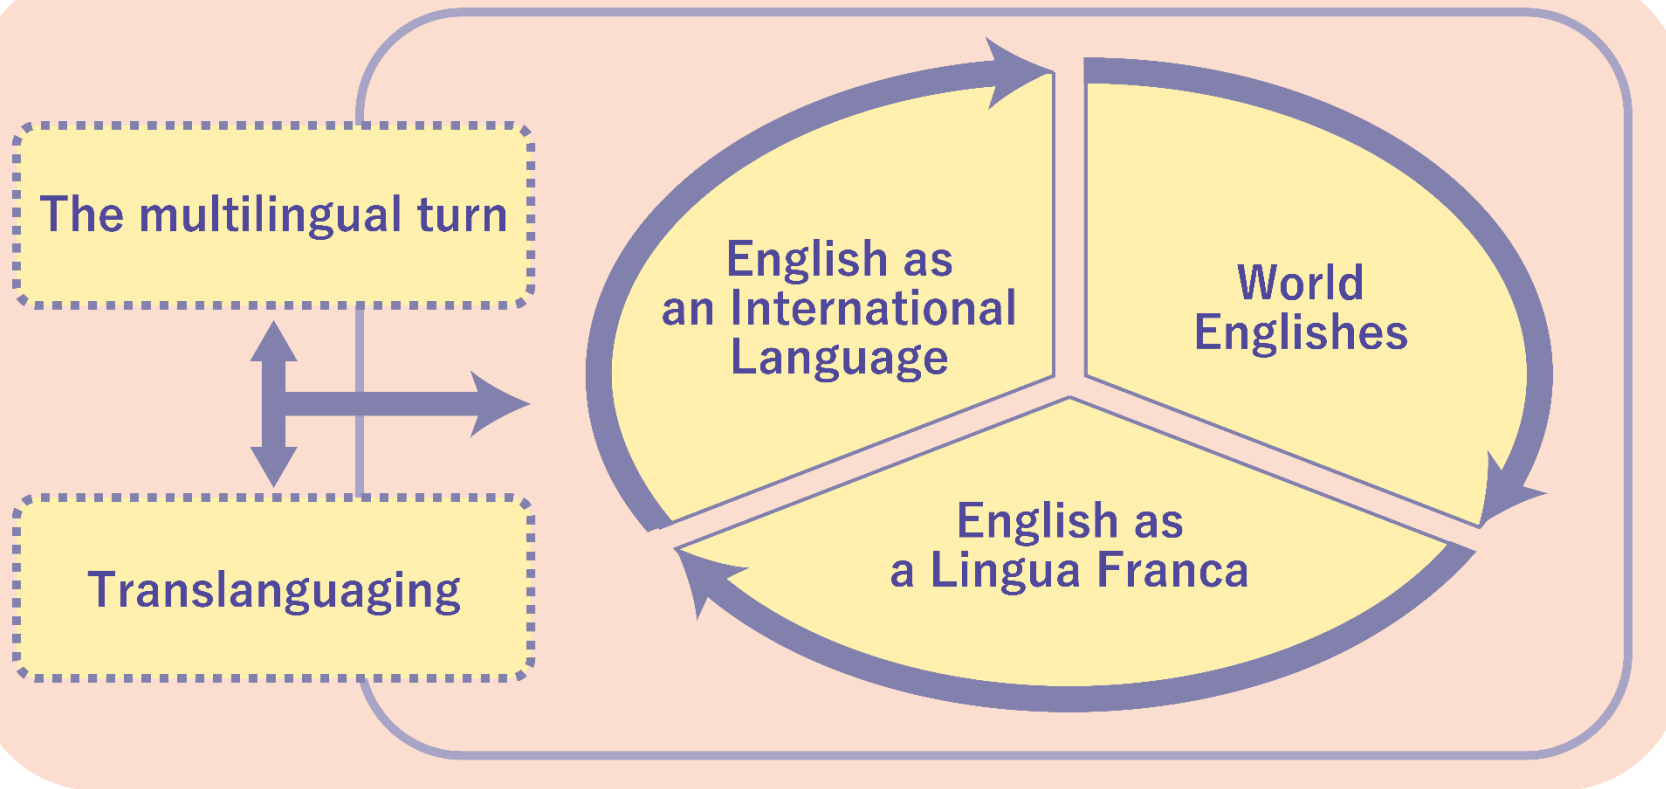 The multilingual turn
Translanguaging
English as
an International
Language
World
Englishes
English as
a Lingua Franca